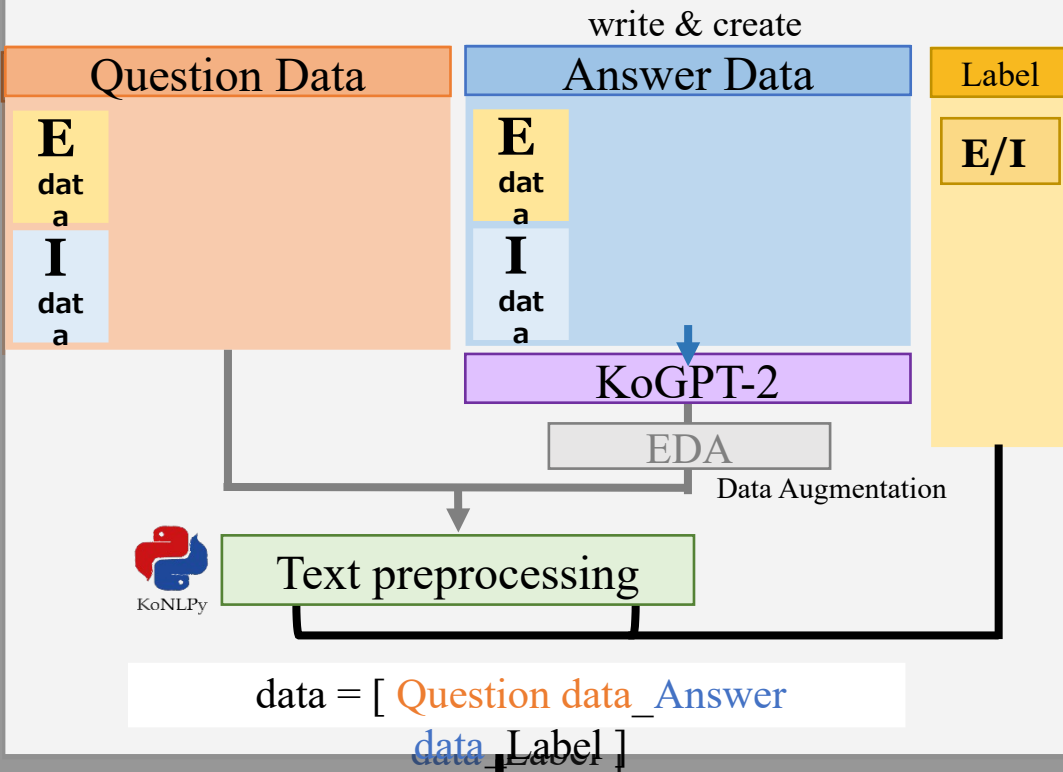 write & create
Question Data
Answer Data
Label
E
dat
a
I
dat
a
E
dat
a
I
dat
a
E/I
KoGPT-2
EDA
Data Augmentation
KoNLPy
Text preprocessing
data = [ Question data_Answer
data_Label ]